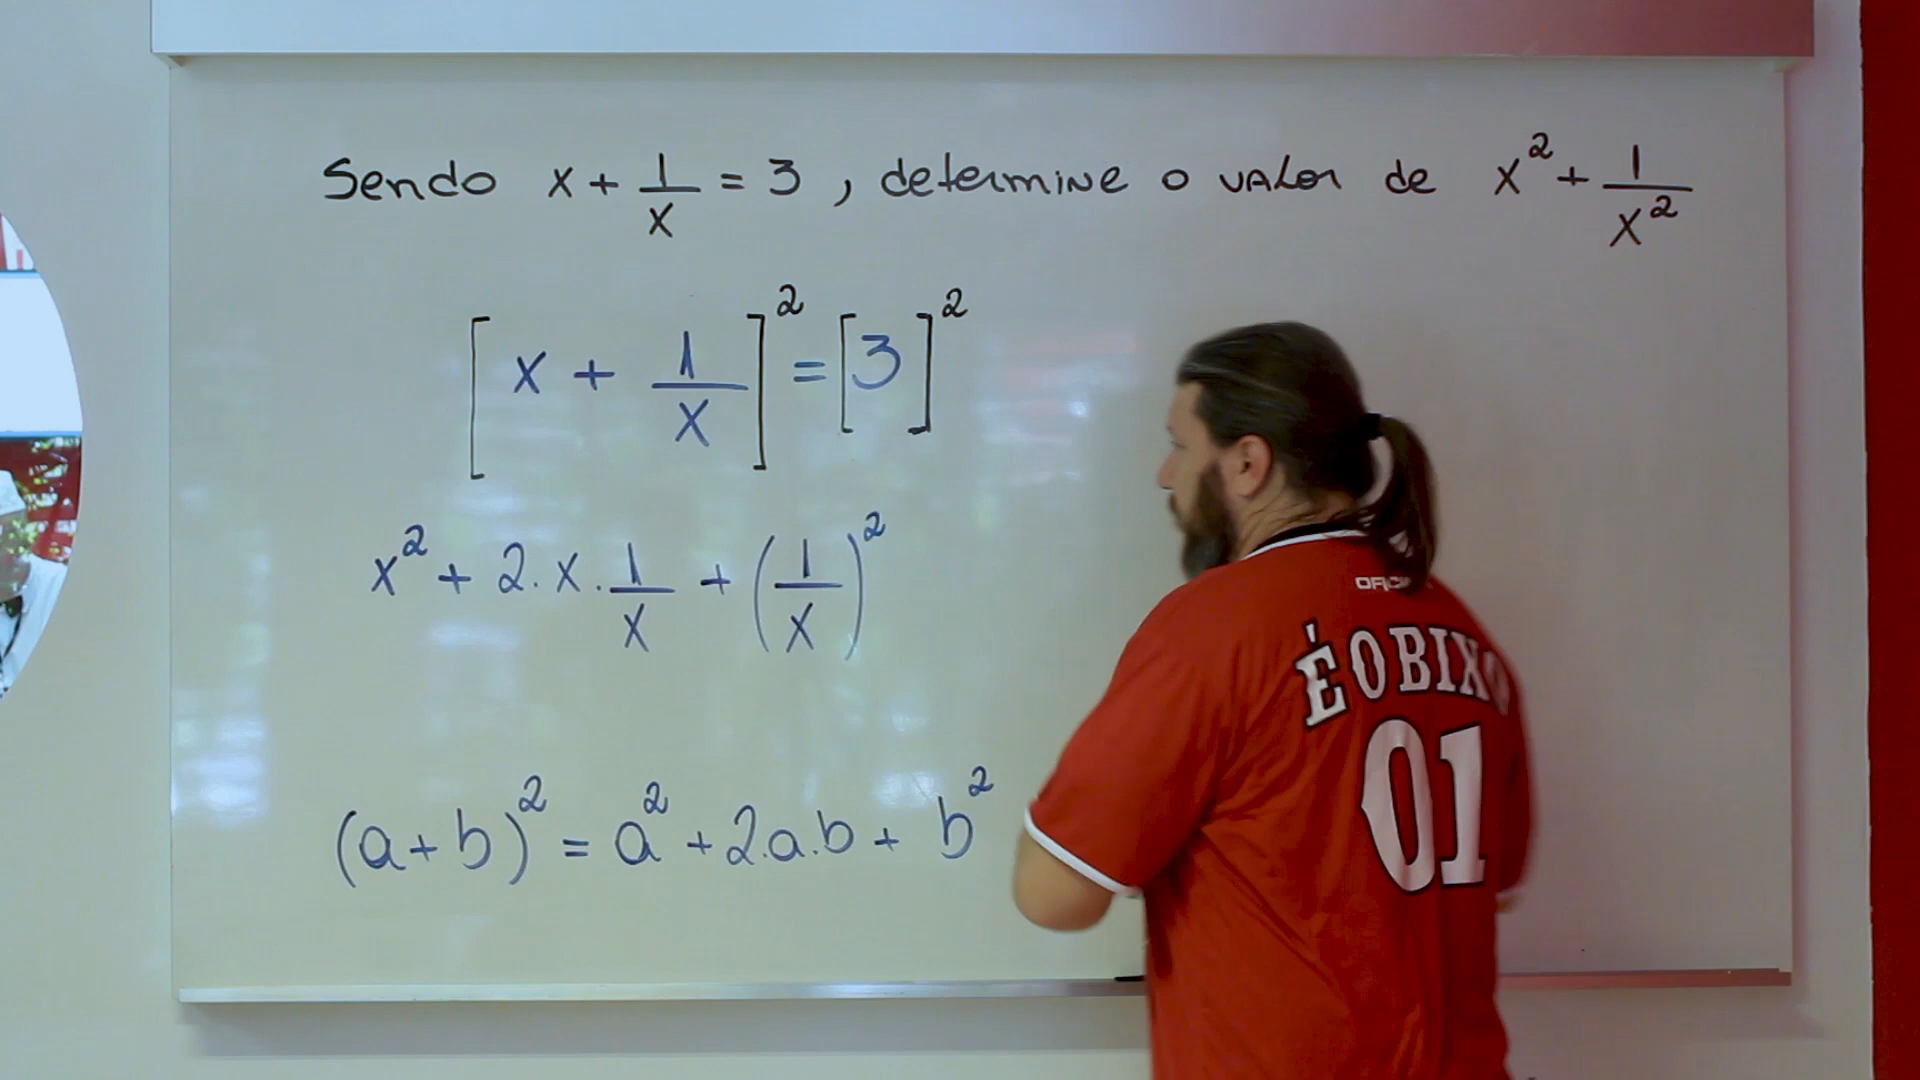 Sendo x + 1/x = 3, determine o valor de x² + 1/x²
[x + 1/x]² = [3]²
x² + 2.x.1/x + (1/x)²
(a+b)² = a² + 2.a.b + b²
É O BIXO
01